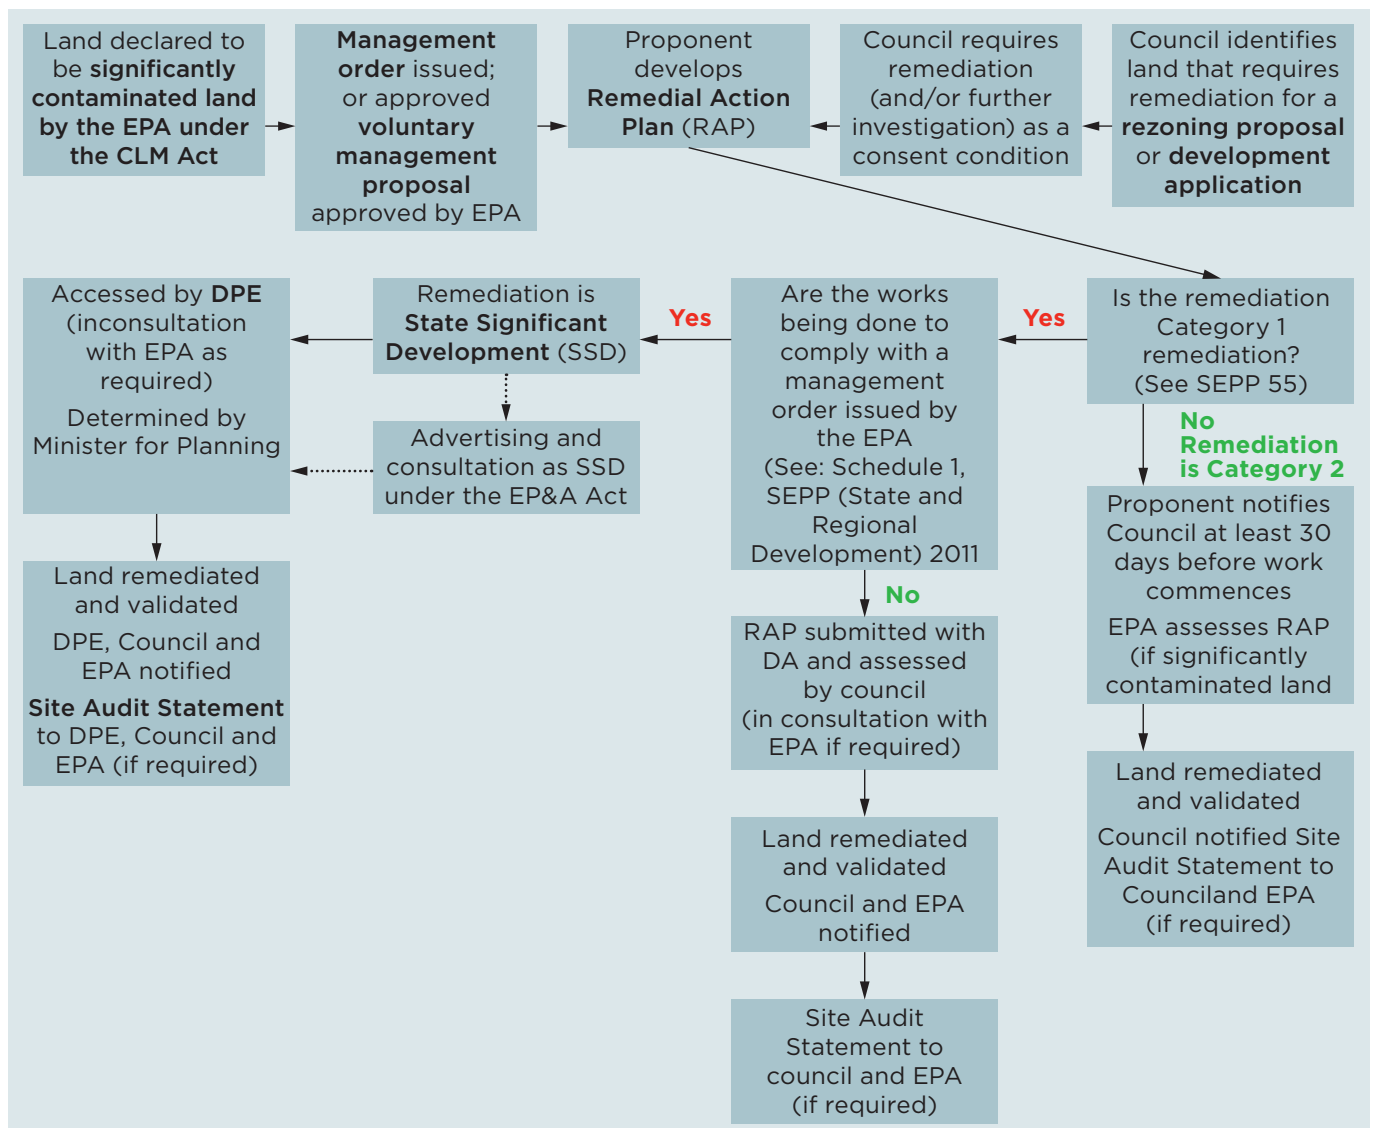 Land declared to
be significantly
contaminated land
by the EPA under
the CLM Act
Management
order issued;
or approved
voluntary
management
proposal
approved by EPA
Proponent
develops
Remedial Action
Plan (RAP)
Council requires
remediation
(and/or further
investigation) as a
consent condition
Council identifies
land that requires
remediation for a
rezoning proposal
or development
application
Accessed by DPE
(inconsultation
with EPA as
required)
Determined by
Minister for Planning
Remediation is
State Significant
Development (SSD)
Yes
Are the works
being done to
comply with a
management
order issued by
the EPA
(See: Schedule 1,
SEPP (State and
Regional
Development) 2011
Yes
Is the remediation
Category 1
remediation?
(See SEPP 55)
No
Remediation
is Category 2
Advertising and
consultation as SSD
under the EP&A Act
Proponent notifies
Council at least 30
days before work
commences
EPA assesses RAP
(if significantly
contaminated land
Land remediated
and validated
DPE, Council and
EPA notified
Site Audit Statement
to DPE, Council and
EPA (if required)
No
RAP submitted with
DA and assessed
by council
(in consultation with
EPA if required)
Land remediated
and validated
Council notified Site
Audit Statement to
Counciland EPA
(if required)
Land remediated
and validated
Council and EPA
notified
Site Audit
Statement to
council and EPA
(if required)